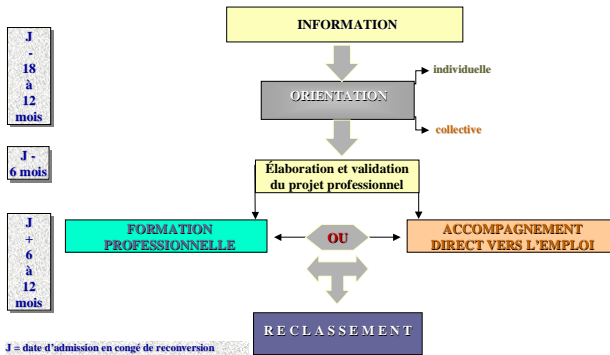 J
-
18
à
12
mois
INFORMATION
individuelle
ORIENTATION
collective
J -
6 mois
Élaboration et validation
du projet professionnel
J
+
6
à
12
mois
FORMATION
PROFESSIONNELLE
OU
ACCOMPAGNEMENT
DIRECT VERS L'EMPLOI
RECLASSEMENT
J = date d'admission en congé de reconversion